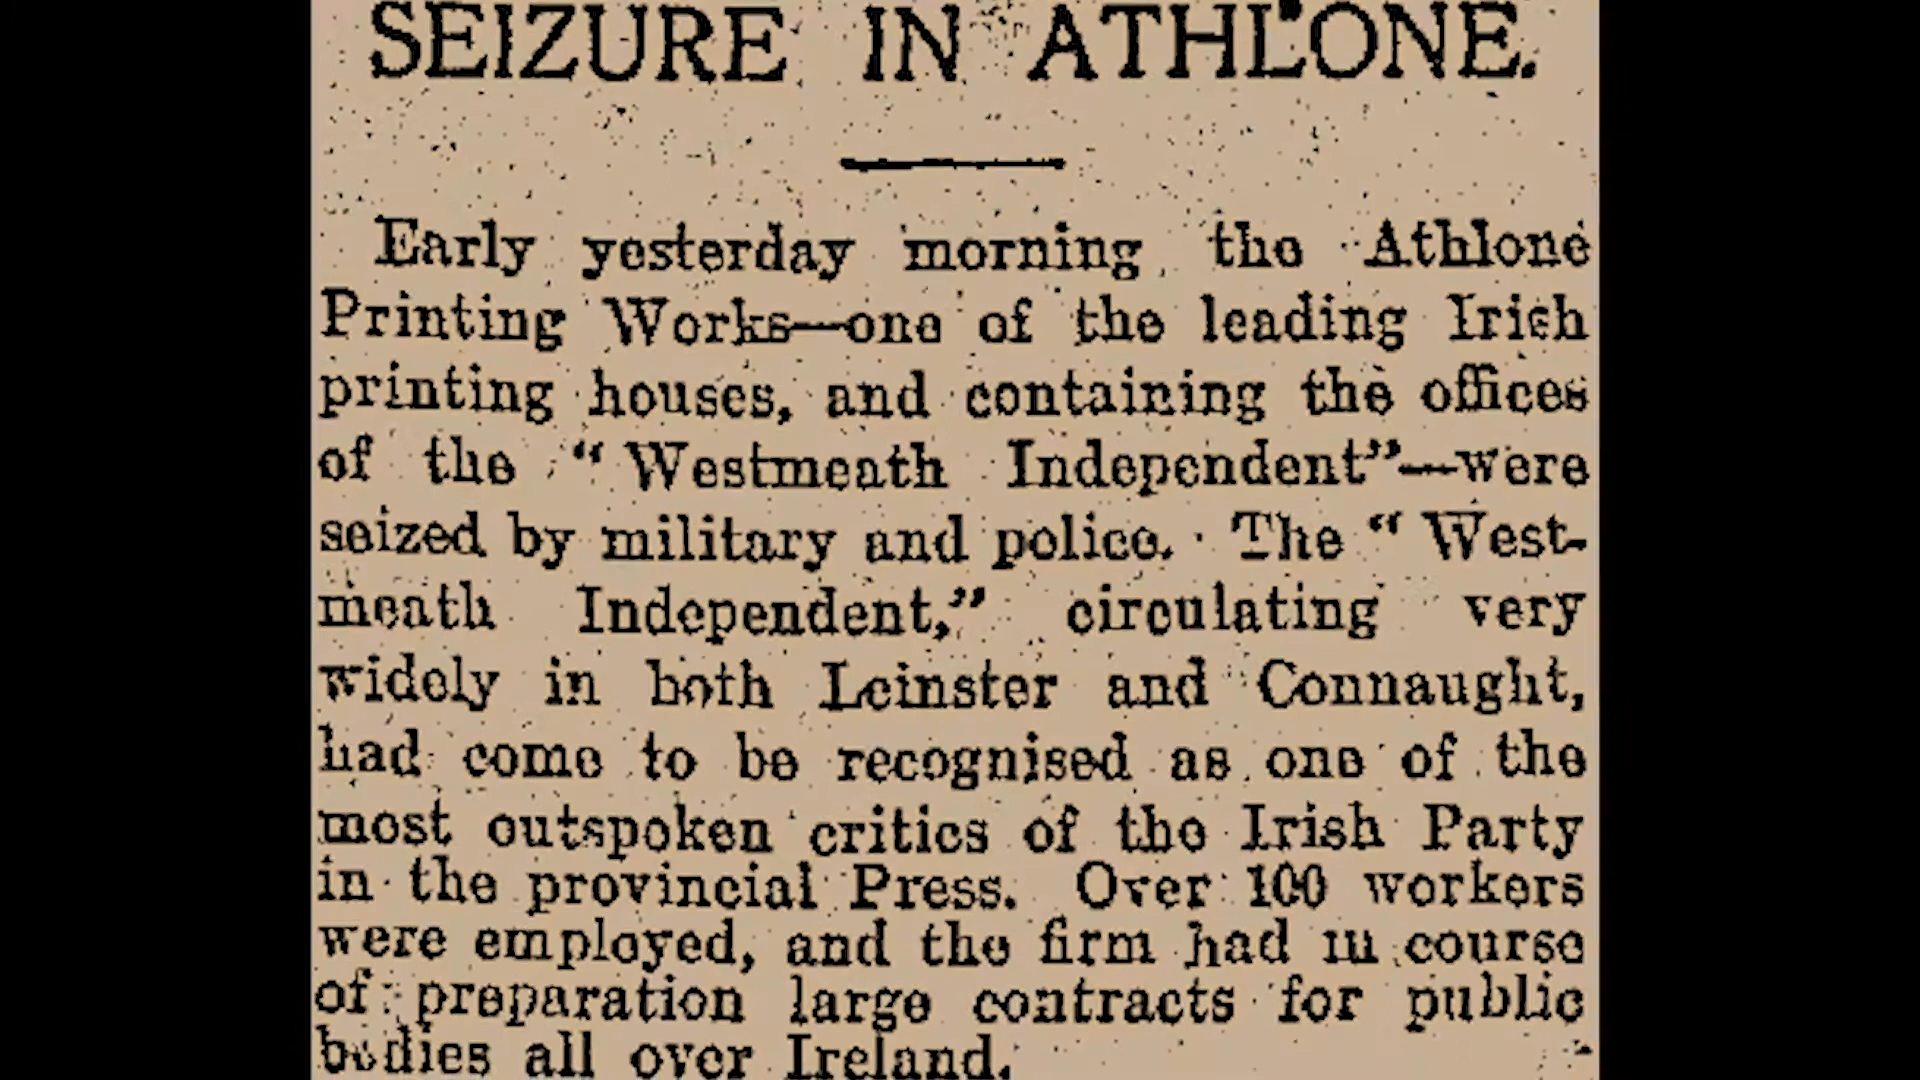 SEIZURE IN ATHLONE.
Early yesterday morning the Athlone
Printing Works—one of the leading Irish
printing houses, and containing the offices
of the "Westmeath Independent"—were
seized by military and police. The "West-
meath Independent," circulating very
widely in both Leinster and Connaught,
had come to be recognised as one of the
most outspoken critics of the Irish Party
in the provincial Press. Over 100 workers
were employed, and the firm had in course
of preparation large contracts for public
bodies all over Ireland.